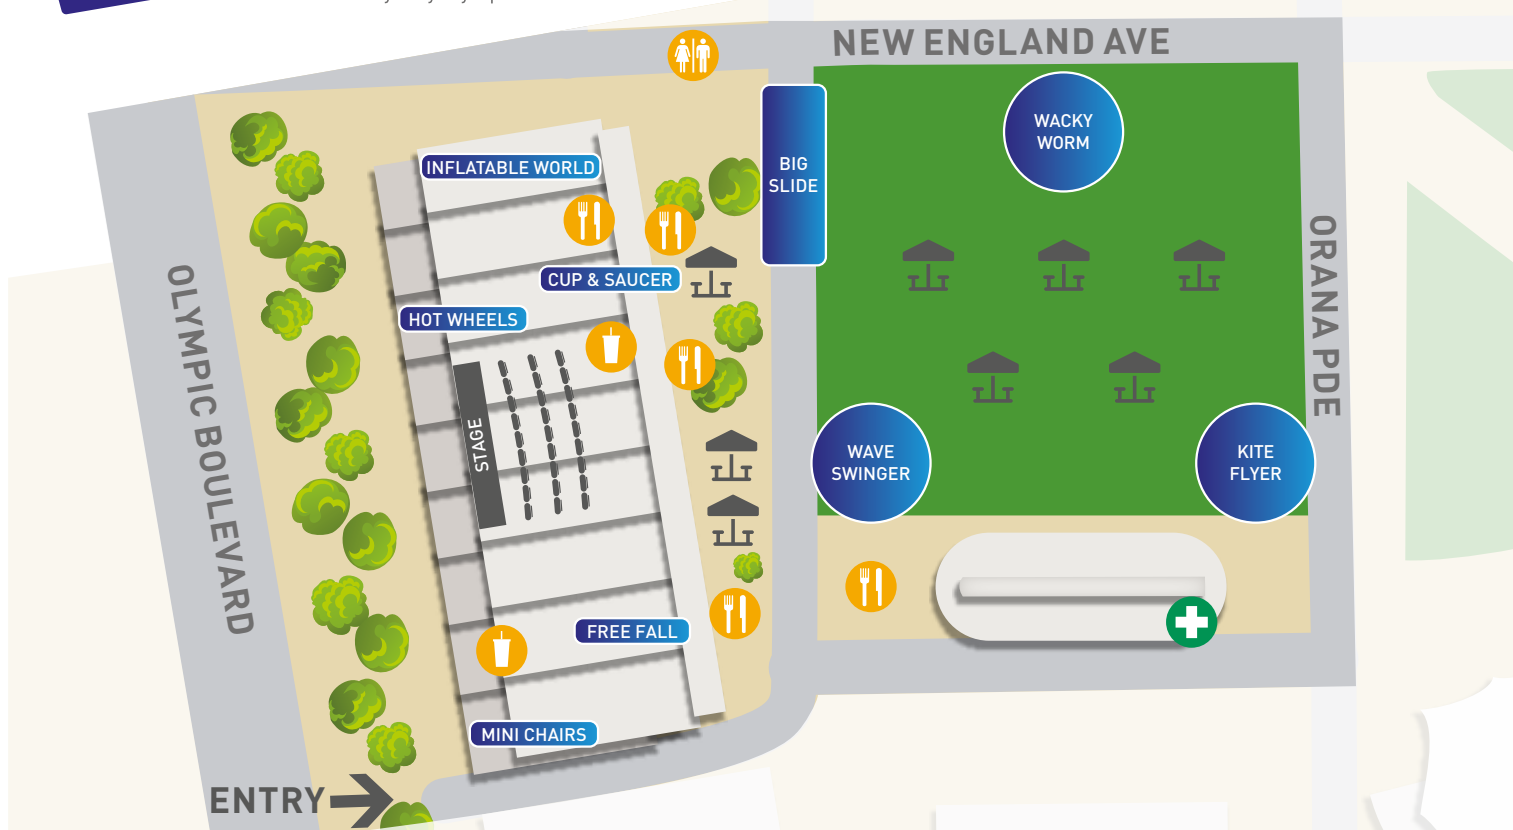 NEW ENGLAND AVE
WACKY
WORM
BIG
SLIDE
INFLATABLE WORLD
CUP & SAUCER
HOT WHEELS
OLYMPIC BOULEVARD
ORANA PDE
STAGE
WAVE
SWINGER
KITE
FLYER
FREE FALL
MINI CHAIRS
ENTRY